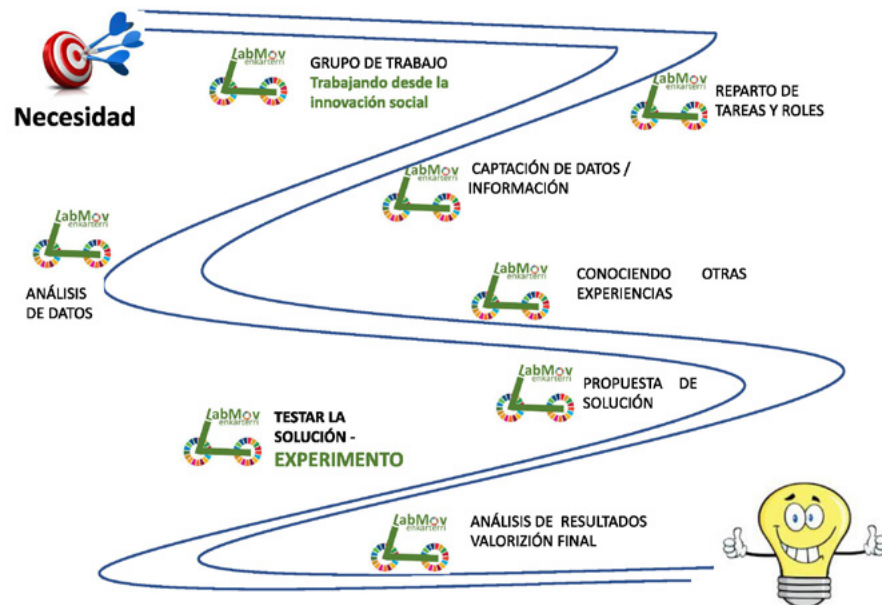 LabMov
enkarterri
GRUPO DE TRABAJO
Trabajando desde la
innovación social
Necesidad
LabMov
enkarterri
REPARTO DE
TAREAS Y ROLES
LabMov
enkarterri
CAPTACIÓN DE DATOS /
INFORMACIÓN
LabMov
enkarterri
ANÁLISIS
DE DATOS
LabMov
enkarterri
CONOCIENDO OTRAS
EXPERIENCIAS
LabMov
enkarterri
PROPUESTA DE
SOLUCIÓN
LabMov
enkarterri
TESTAR LA
SOLUCIÓN -
EXPERIMENTO
LabMov
enkarterri
ANÁLISIS DE RESULTADOS
VALORIZIÓN FINAL